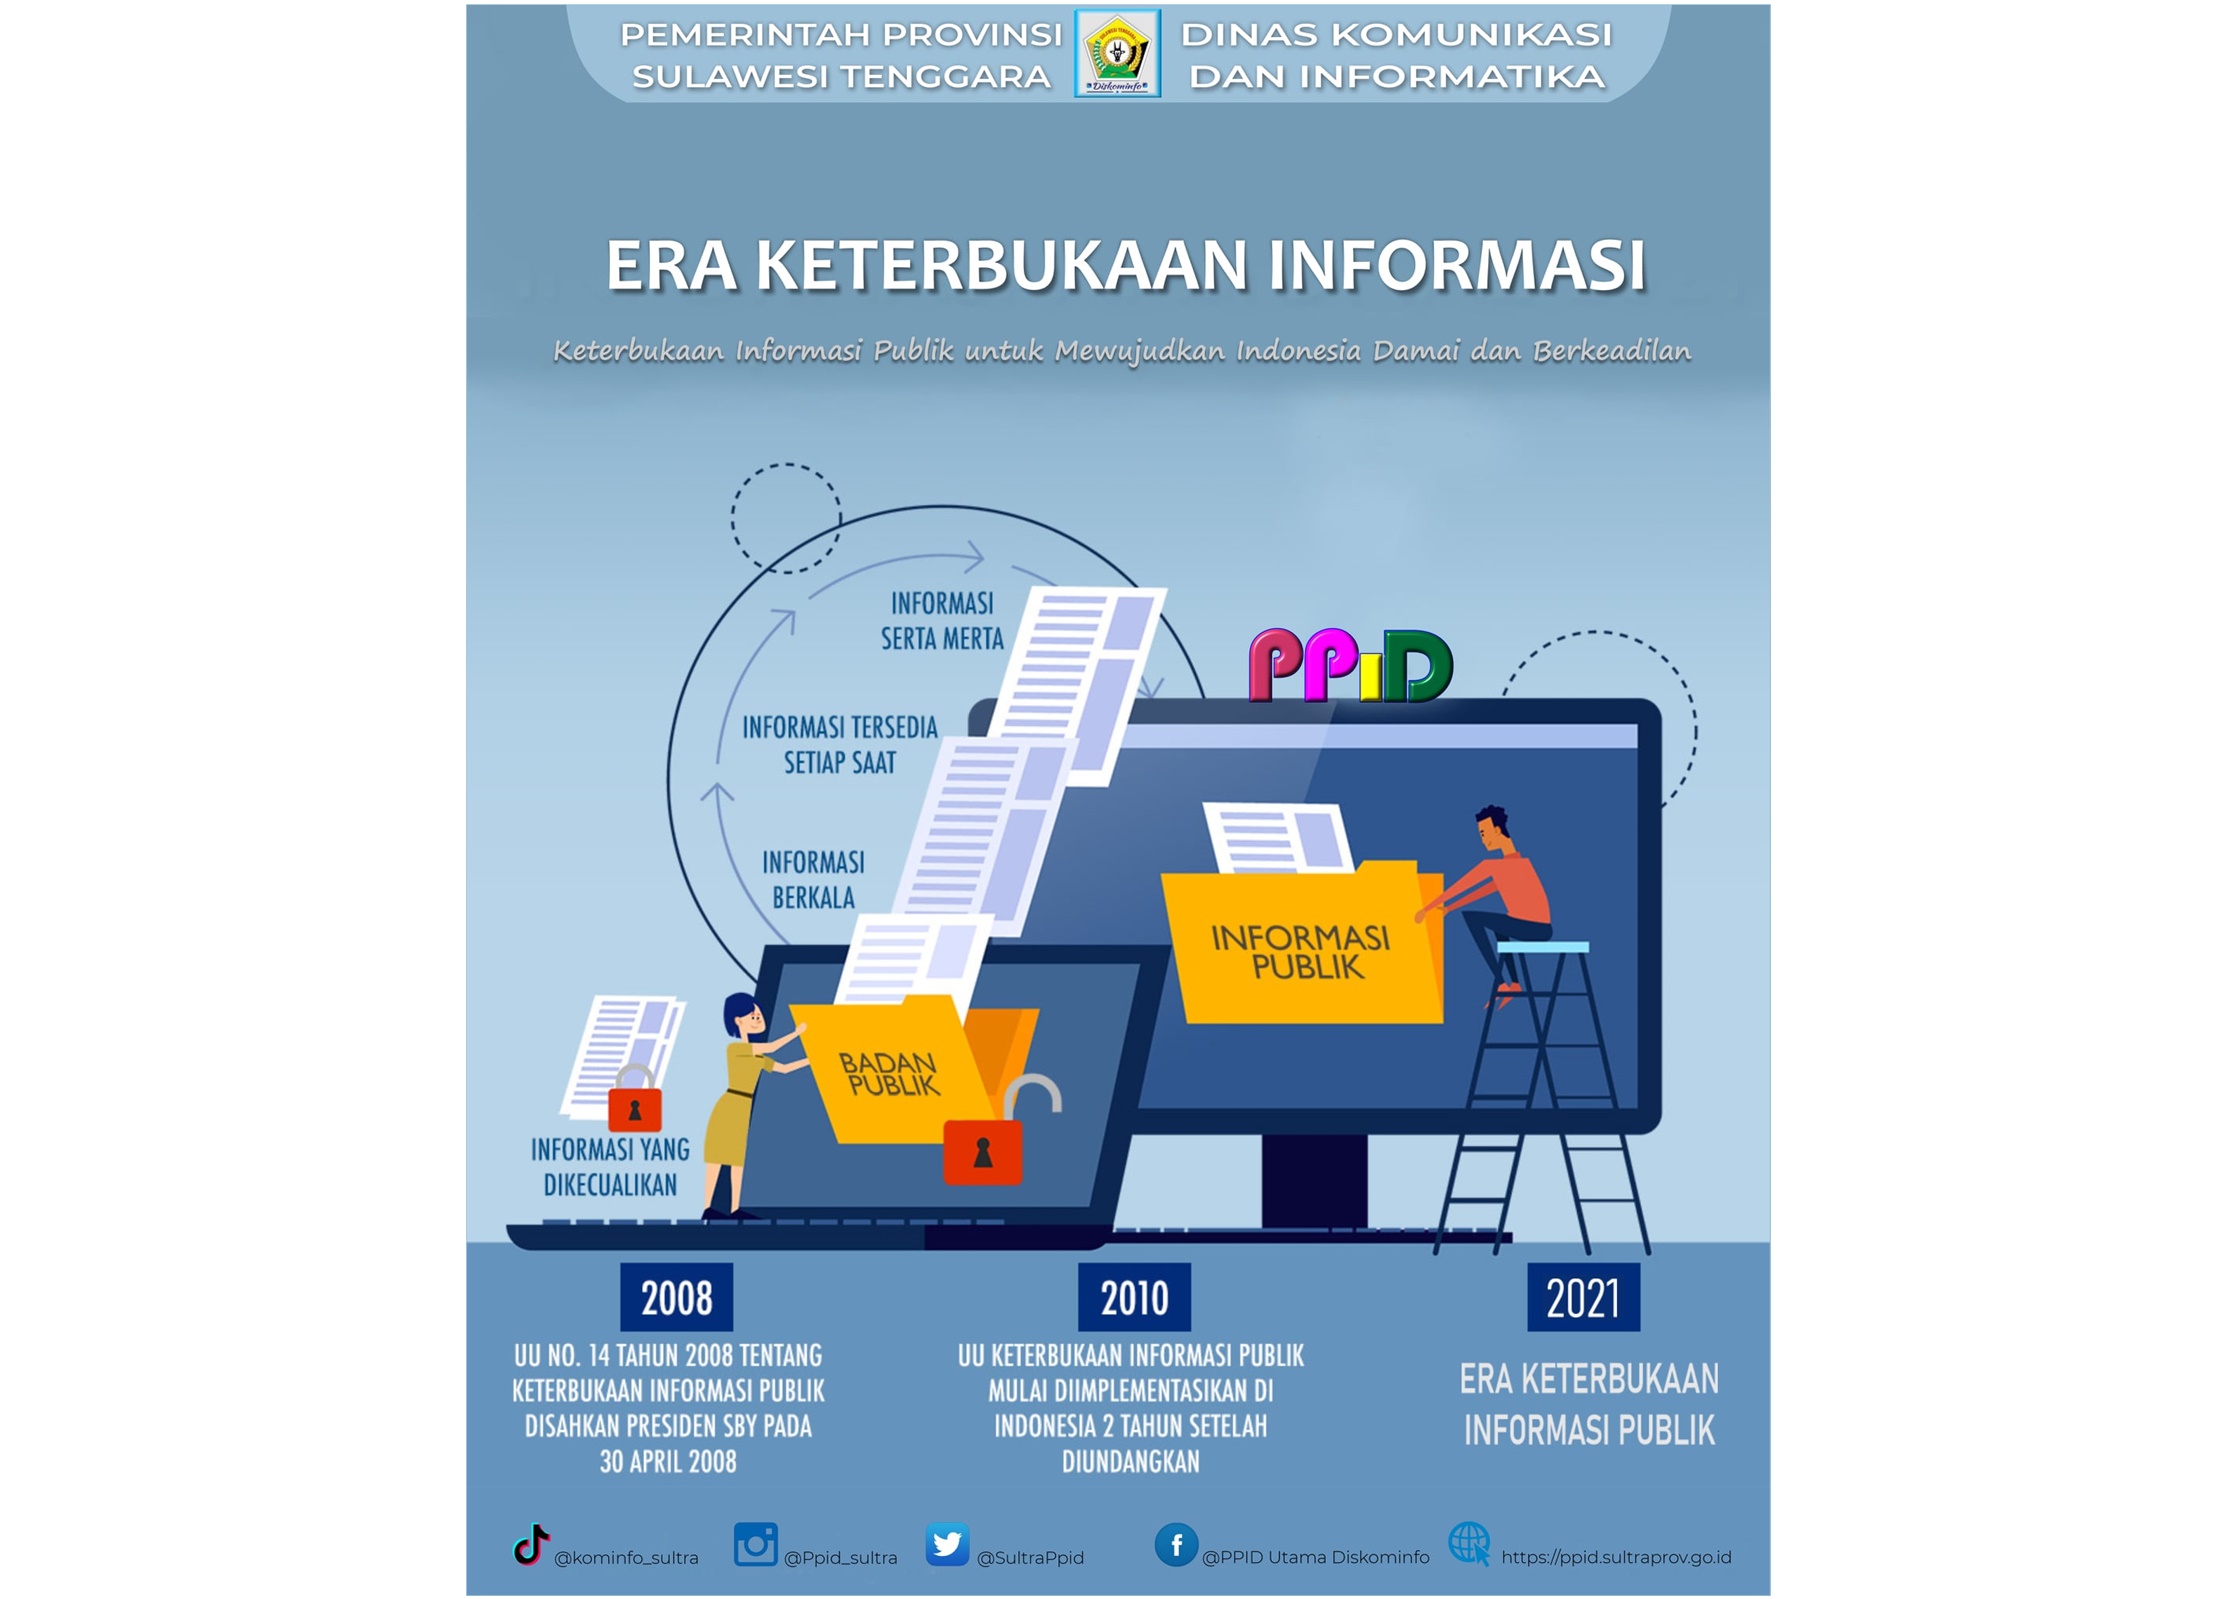 PEMERINTAH PROVINSI
SULAWESI TENGGARA
Diskominfo
DINAS KOMUNIKASI
DAN INFORMATIKA
ERA KETERBUKAAN INFORMASI
Keterbukaan Informasi Publik untuk Mewujudkan Indonesia Damai dan Berkeadilan
INFORMASI
SERTA MERTA
PPiD
INFORMASI TERSEDIA
SETIAP SAAT
INFORMASI
BERKALA
INFORMASI
PUBLIK
BADAN
PUBLIK
INFORMASI YANG
DIKECUALIKAN
2008
UU NO. 14 TAHUN 2008 TENTANG
KETERBUKAAN INFORMASI PUBLIK
DISAHKAN PRESIDEN SBY PADA
30 APRIL 2008
2010
UU KETERBUKAAN INFORMASI PUBLIK
MULAI DIIMPLEMENTASIKAN DI
INDONESIA 2 TAHUN SETELAH
DIUNDANGKAN
2021
ERA KETERBUKAAN
INFORMASI PUBLIK
@kominfo_sultra
@Ppid_sultra
@SultraPpid
@PPID Utama Diskominfo
https://ppid.sultraprov.go.id